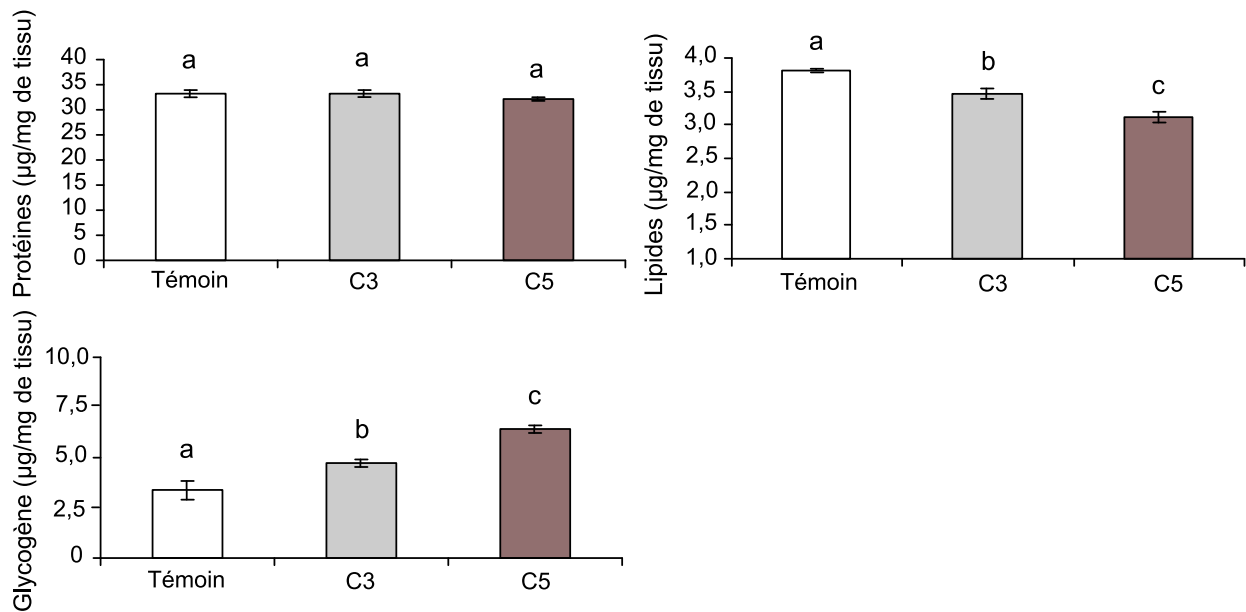 Protéines (µg/mg de tissu)
40
35
30
25
20
15
10
5
0
a
a
a
Témoin
C3
C5
Lipides (µg/mg de tissu)
4,0
3,5
3,0
2,5
2,0
1,5
1,0
a
b
c
Témoin
C3
C5
Glycogène (µg/mg de tissu)
10,0
7,5
5,0
2,5
0
a
b
c
Témoin
C3
C5